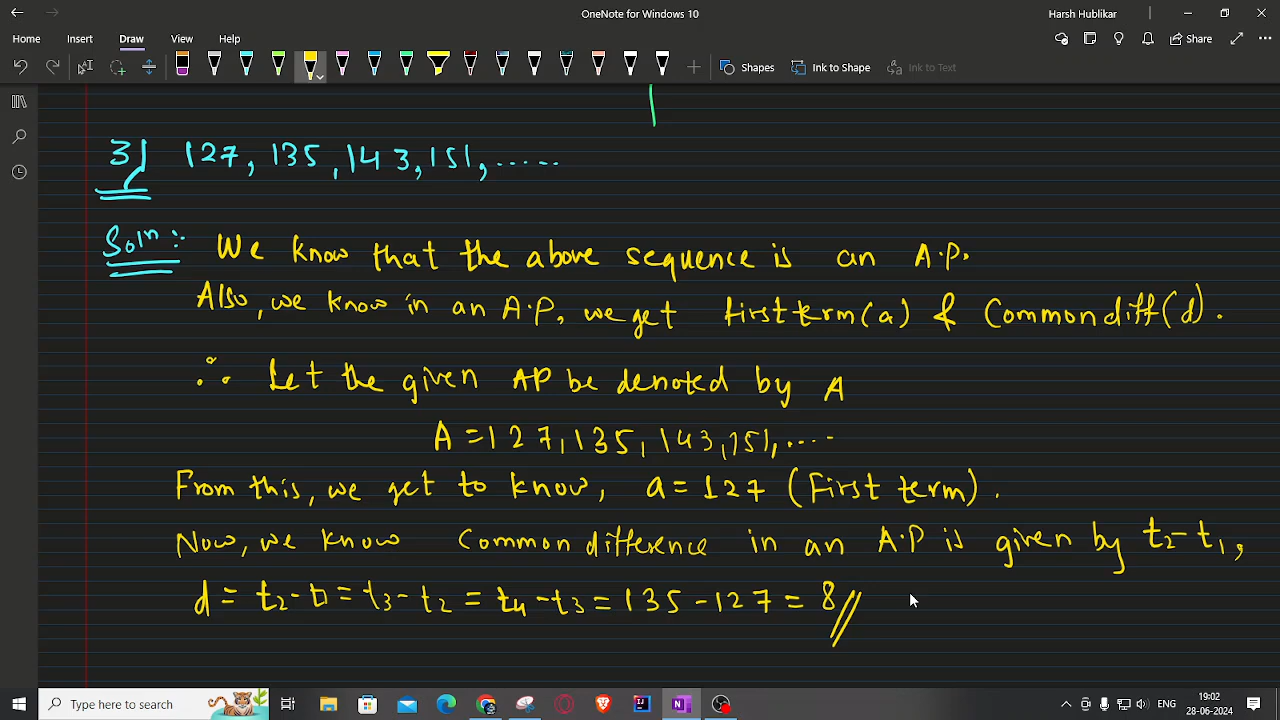 OneNote for Windows 10
Harsh Hublikar
Home Insert Draw View Help
Share
Shapes Ink to Shape Ink to Text
3) 127, 135, 143, 151, .....
Soln: We know that the above sequence is an A.P.
Also, we know in an A.P, we get first term(a) & Common diff(d).
∴ Let the given AP be denoted by A
A = 127, 135, 143, 151, ....
From this, we get to know, a = 127 (First term).
Now, we know Common difference in an A.P is given by t2 - t1,
d = t2 - t1 = t3 - t2 = t4 - t3 = 135 - 127 = 8//
Type here to search
ENG
19:02
28-06-2024